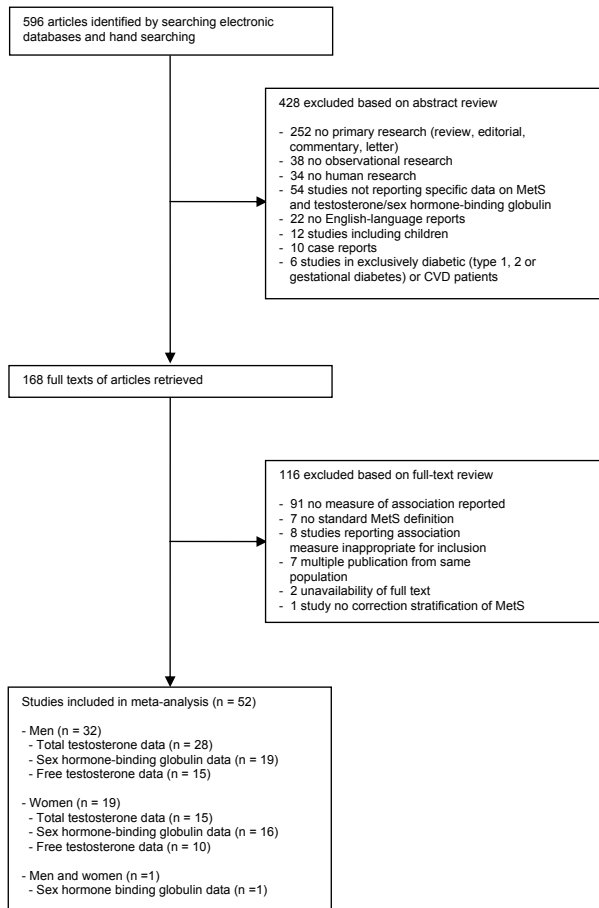 596 articles identified by searching electronic
databases and hand searching
428 excluded based on abstract review
- 252 no primary research (review, editorial,
commentary, letter)
- 38 no observational research
- 34 no human research
- 54 studies not reporting specific data on MetS
and testosterone/sex hormone-binding globulin
- 22 no English-language reports
- 12 studies including children
- 10 case reports
- 6 studies in exclusively diabetic (type 1, 2 or
gestational diabetes) or CVD patients
168 full texts of articles retrieved
116 excluded based on full-text review
- 91 no measure of association reported
- 7 no standard MetS definition
- 8 studies reporting association
measure inappropriate for inclusion
- 7 multiple publication from same
population
- 2 unavailability of full text
- 1 study no correction stratification of MetS
Studies included in meta-analysis (n = 52)
- Men (n = 32)
- Total testosterone data (n = 28)
- Sex hormone-binding globulin data (n = 19)
- Free testosterone data (n = 15)
- Women (n = 19)
- Total testosterone data (n = 15)
- Sex hormone-binding globulin data (n = 16)
- Free testosterone data (n = 10)
- Men and women (n =1)
- Sex hormone binding globulin data (n =1)